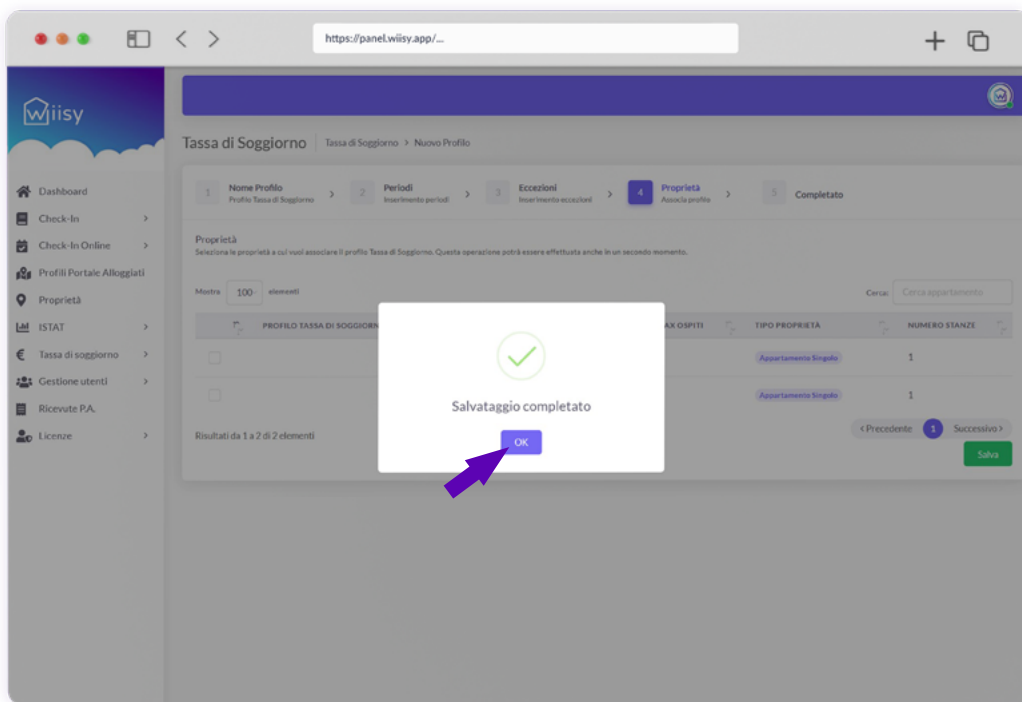 https://panel.wiisy.app/...
wiisy
Tassa di Soggiorno
Tassa di Soggiorno > Nuovo Profilo
Dashboard
Check-In
Check-In Online
Profili Portale Alloggiati
Proprietà
ISTAT
Tassa di soggiorno
Gestione utenti
Ricevute P.A.
Licenze
1 Nome Profilo
Profilo Tassa di Soggiorno
2 Periodi
Inserimento periodi
3 Eccezioni
Inserimento eccezioni
4 Proprietà
Associa profilo
5 Completato
Proprietà
Seleziona le proprietà a cui vuoi associare il profilo Tassa di Soggiorno. Questa operazione potrà essere effettuata anche in un secondo momento.
Mostra 100 elementi
Cerca: Cerca appartamento
PROFILO TASSA DI SOGGIORN AX OSPITI TIPO PROPRIETÀ NUMERO STANZE
Appartamento Singolo 1
Appartamento Singolo 1
Salvataggio completato
OK
Risultati da 1 a 2 di 2 elementi
< Precedente 1 Successivo >
Salva